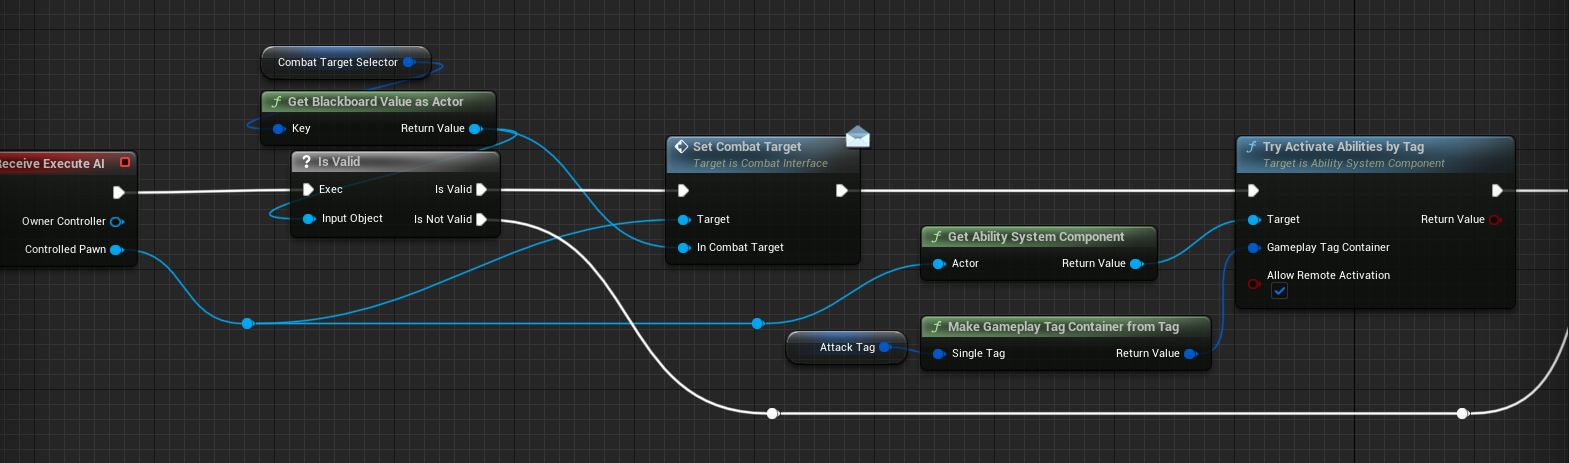 Combat Target Selector
Get Blackboard Value as Actor
Key
Return Value
Receive Execute AI
Owner Controller
Controlled Pawn
? Is Valid
Exec
Is Valid
Input Object
Is Not Valid
Set Combat Target
Target is Combat Interface
Target
In Combat Target
Get Ability System Component
Actor
Return Value
Attack Tag
Make Gameplay Tag Container from Tag
Single Tag
Return Value
Try Activate Abilities by Tag
Target is Ability System Component
Target
Return Value
Gameplay Tag Container
Allow Remote Activation